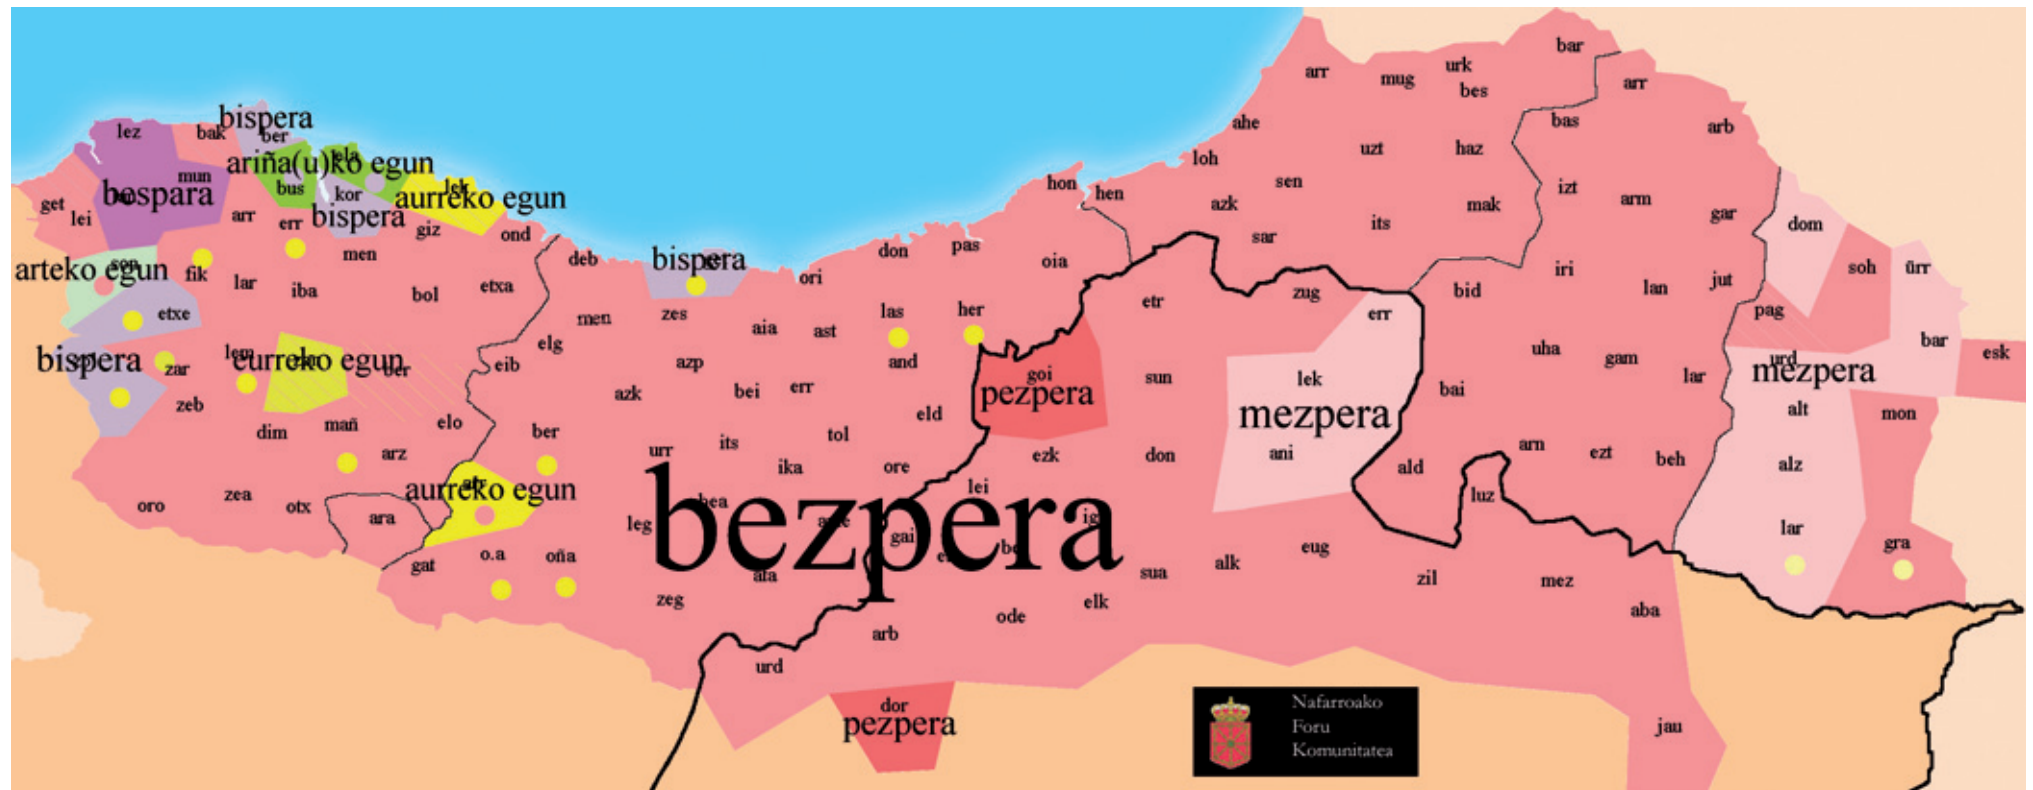 bar
arr
mug
urk
bes
arr
ahe
bas
arb
bispera
lez
bak
ber
loh
uzt
haz
ariña(u)ko egun
mun
bus
kor
lek
hon
hen
sen
izt
arm
bespara
aurreko egun
get
lei
arr
err
bispera
giz
ond
azk
sar
its
mak
gar
dom
men
deb
bispera
don
pas
oia
arteko egun
fik
lar
iba
bol
etxa
ori
iri
lan
jut
soh
ürr
etxe
men
zes
aia
ast
las
her
etr
zug
err
bid
pag
bispera
zar
lem
eurreko egun
ber
eib
elg
azp
and
goi
pezpera
sun
lek
mezpera
uha
gam
lar
urd
mezpera
bar
esk
zeb
azk
bei
err
eld
bai
alt
mon
dim
mañ
elo
ber
its
tol
urr
ika
ore
ezk
don
ani
ald
arn
ezt
beh
alz
arz
aurreko egun
lei
luz
oro
zea
otx
ara
leg
bezpera
gai
lar
gra
gat
o.a
oña
ata
sua
alk
eug
zil
mez
zeg
ode
elk
aba
arb
urd
dor
pezpera
jau
Nafarroako
Foru
Komunitatea